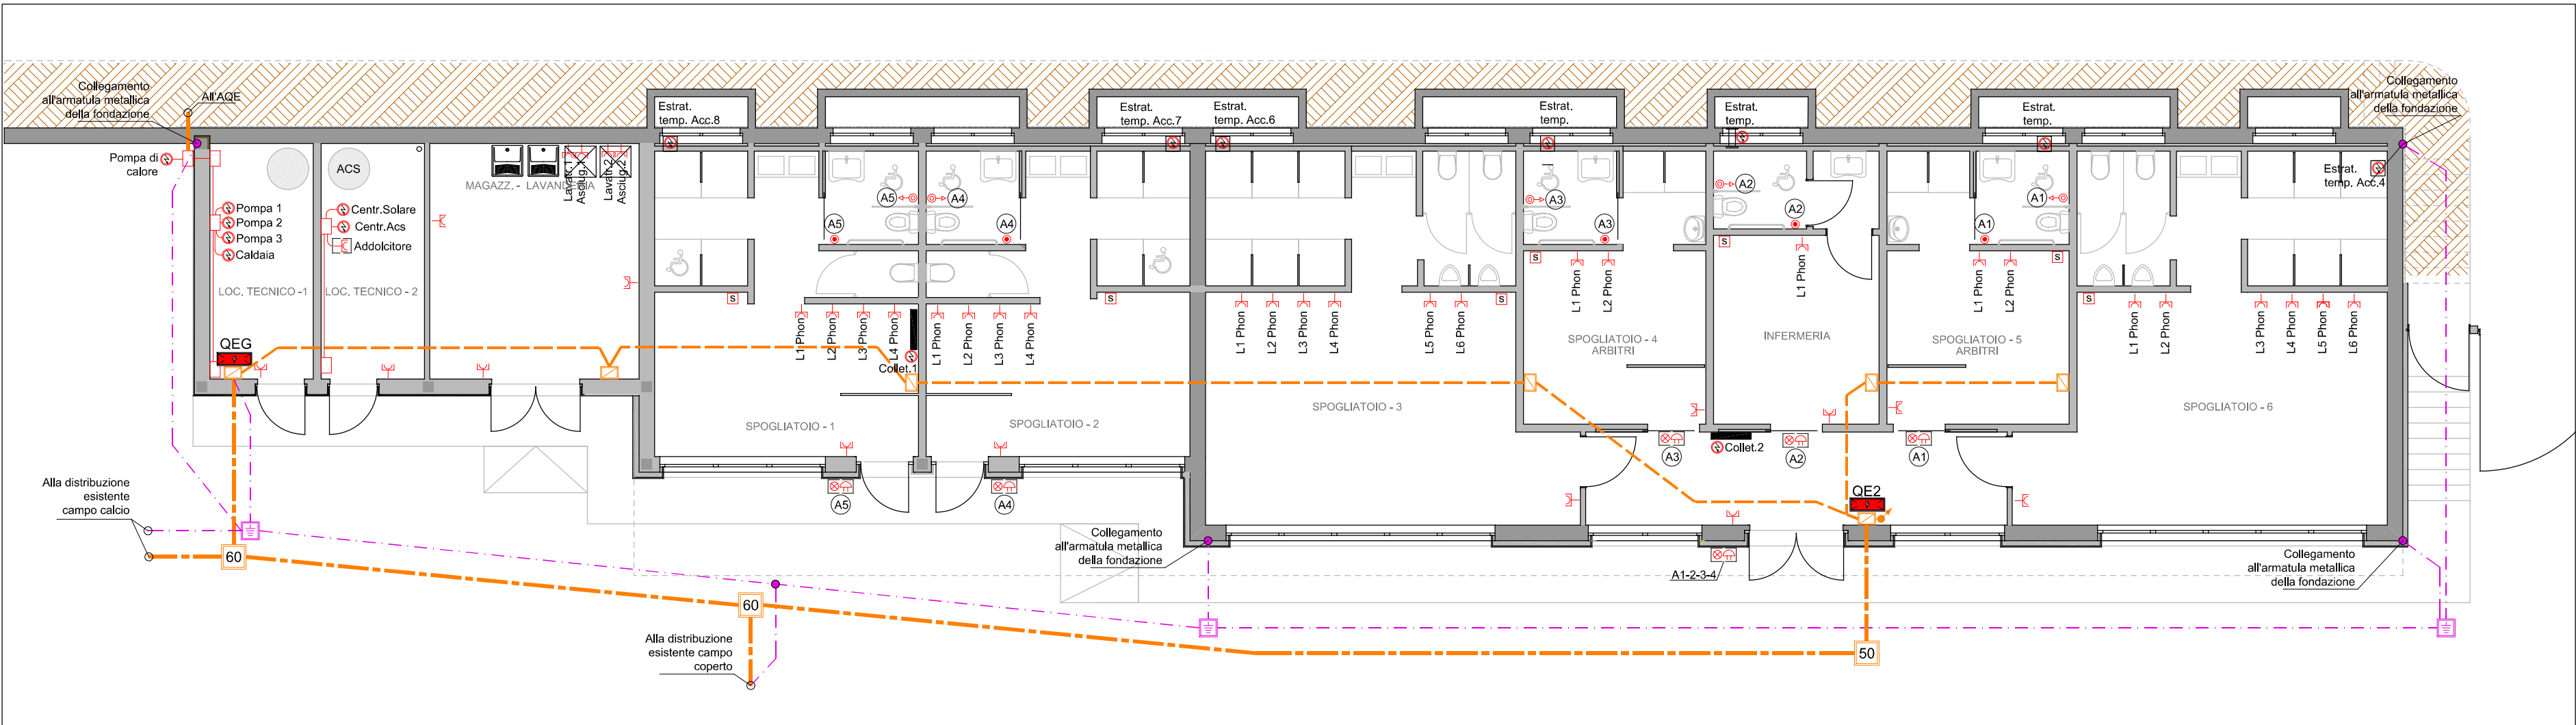 Collegamento
all'armatula metallica
della fondazione
All'AQE
Estrat.
temp. Acc.8
Estrat.
temp. Acc.7
Estrat.
temp. Acc.6
Estrat.
temp.
Estrat.
temp.
Estrat.
temp.
Collegamento
all'armatula metallica
della fondazione
Pompa di
calore
ACS
MAGAZZ. - LAVANDERIA
Lavatr.1
Asciug.1
Lavatr.2
Asciug.2
Estrat.
temp. Acc.4
Pompa 1
Pompa 2
Pompa 3
Caldaia
Centr.Solare
Centr.Acs
Addolcitore
A5
A4
A3
A2
A1
A5
A4
A3
A2
A1
LOC. TECNICO -1
LOC. TECNICO - 2
S
S
S
S
S
S
S
L1 Phon
L2 Phon
L3 Phon
L4 Phon
L1 Phon
L2 Phon
L3 Phon
L4 Phon
L1 Phon
L2 Phon
L3 Phon
L4 Phon
L5 Phon
L6 Phon
L1 Phon
L2 Phon
L1 Phon
L1 Phon
L2 Phon
L1 Phon
L2 Phon
L3 Phon
L4 Phon
L5 Phon
L6 Phon
QEG
Collet.1
SPOGLIATOIO - 4
ARBITRI
INFERMERIA
SPOGLIATOIO - 5
ARBITRI
SPOGLIATOIO - 1
SPOGLIATOIO - 2
SPOGLIATOIO - 3
SPOGLIATOIO - 6
A3
Collet.2
A2
A1
Alla distribuzione
esistente
campo calcio
A5
A4
QE2
Collegamento
all'armatula metallica
della fondazione
A1-2-3-4
Collegamento
all'armatula metallica
della fondazione
60
60
50
Alla distribuzione
esistente campo
coperto